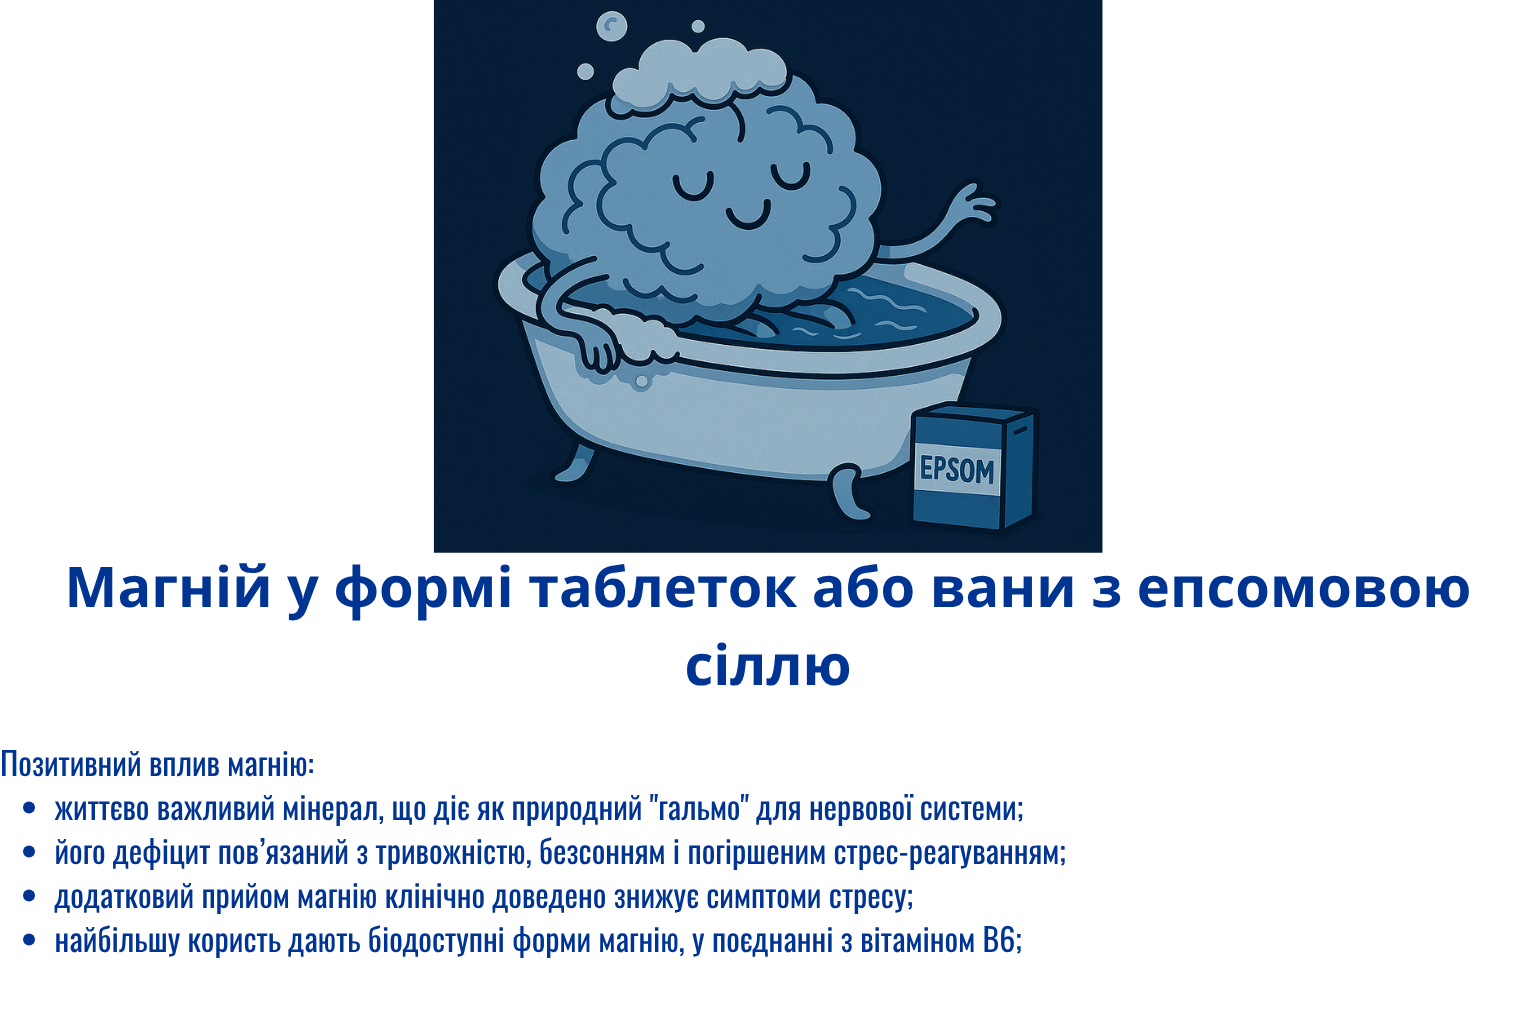 EPSOM
Магній у формі таблеток або вани з епсомовою
сіллю
Позитивний вплив магнію:
• життєво важливий мінерал, що діє як природний "гальмо" для нервової системи;
• його дефіцит пов’язаний з тривожністю, безсонням і погіршеним стрес-реагуванням;
• додатковий прийом магнію клінічно доведено знижує симптоми стресу;
• найбільшу користь дають біодоступні форми магнію, у поєднанні з вітаміном B6;